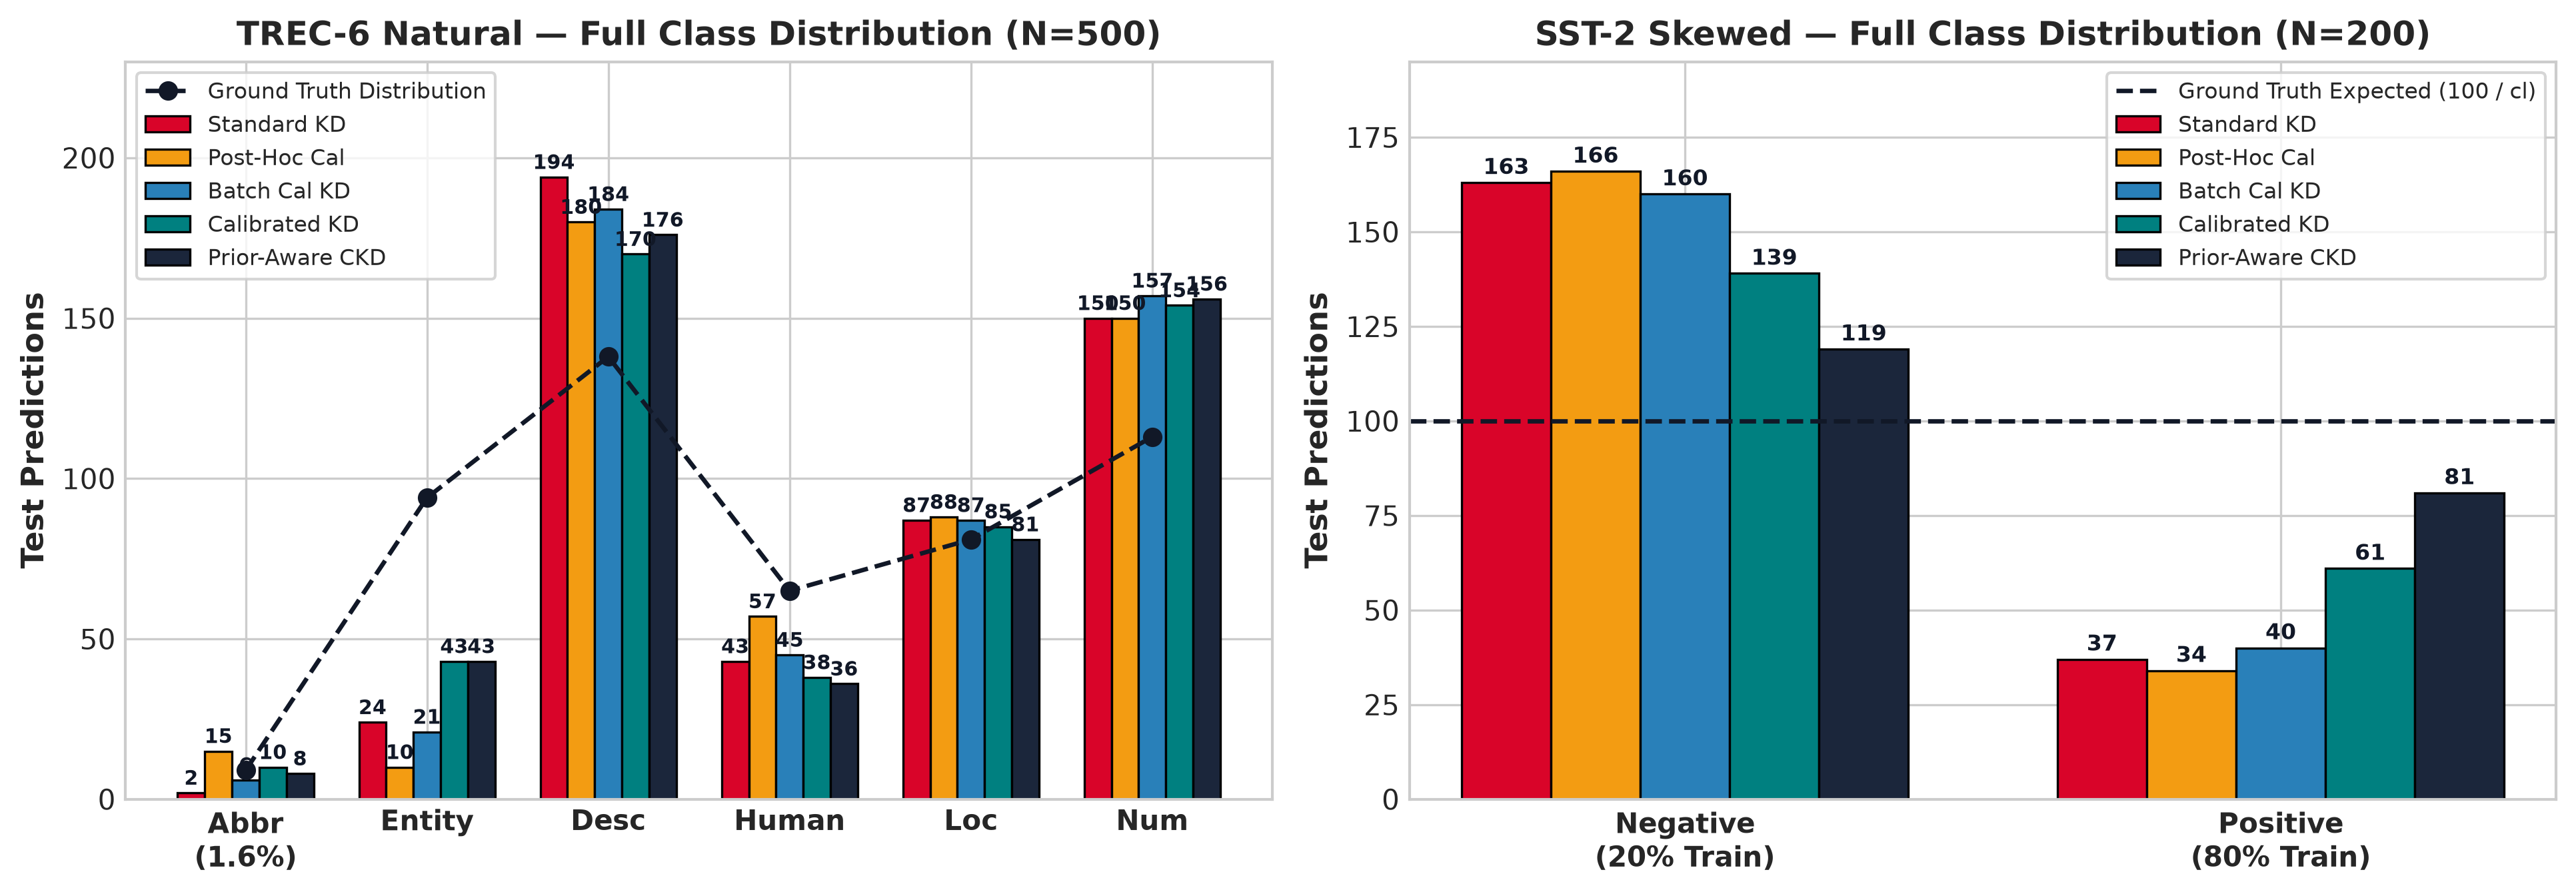 TREC-6 Natural — Full Class Distribution (N=500)
Ground Truth Distribution
Standard KD
Post-Hoc Cal
Batch Cal KD
Calibrated KD
Prior-Aware CKD
Test Predictions
200
150
100
50
0
2
15
10
8
24
10
21
43
43
194
180
184
170
176
43
57
45
38
36
87
88
87
85
81
150
150
157
154
156
Abbr
(1.6%)
Entity
Desc
Human
Loc
Num
SST-2 Skewed — Full Class Distribution (N=200)
Ground Truth Expected (100 / cl)
Standard KD
Post-Hoc Cal
Batch Cal KD
Calibrated KD
Prior-Aware CKD
Test Predictions
175
150
125
100
75
50
25
0
163
166
160
139
119
37
34
40
61
81
Negative
(20% Train)
Positive
(80% Train)